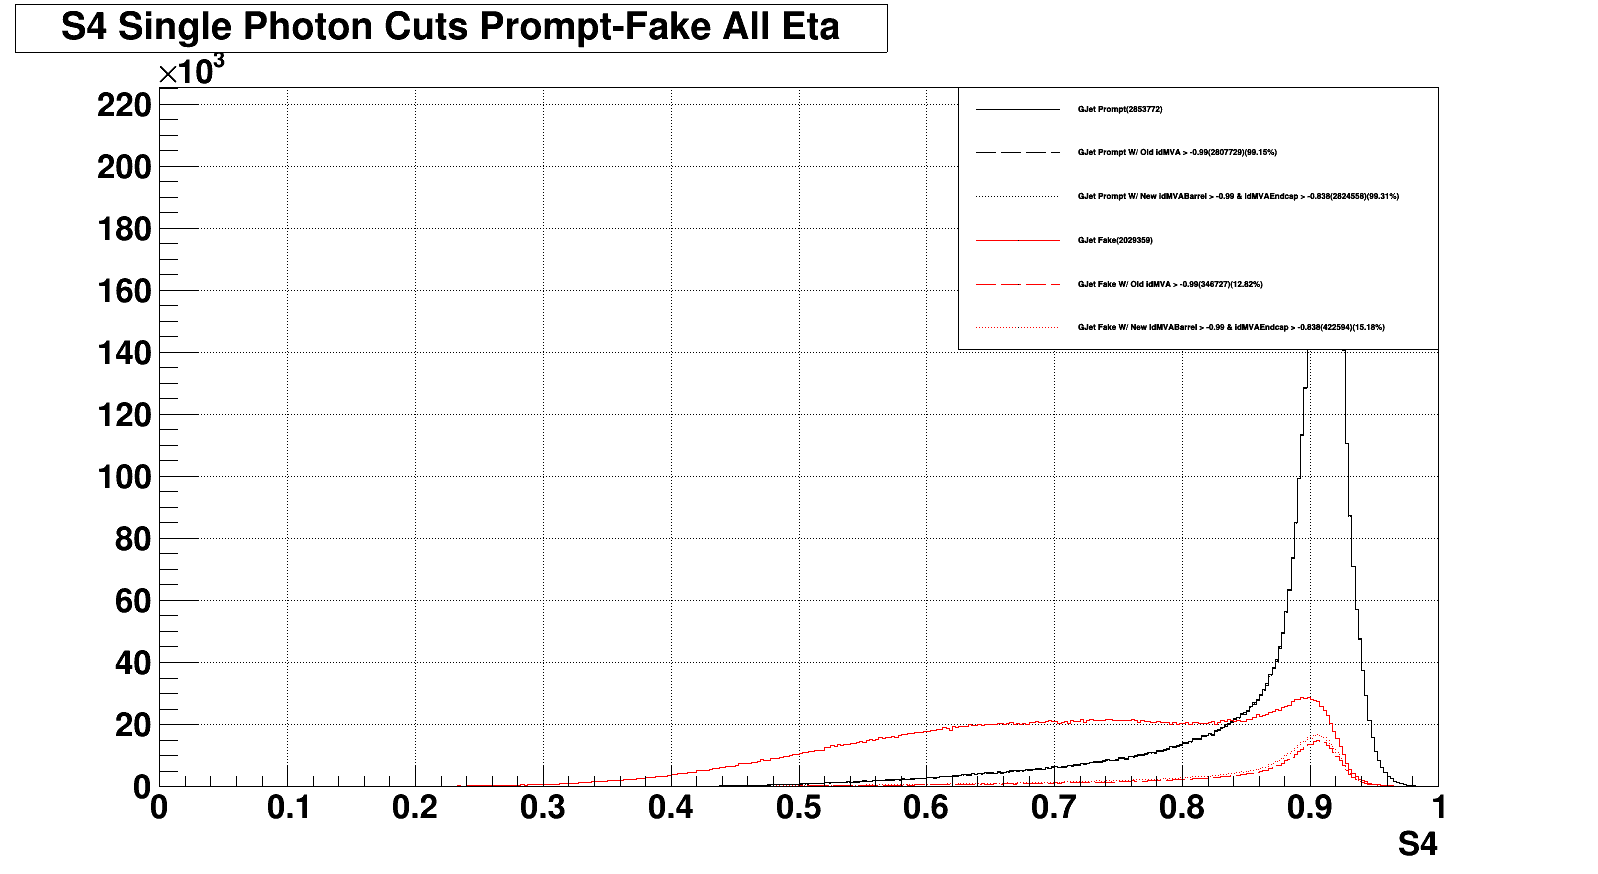 S4 Single Photon Cuts Prompt-Fake All Eta
×10³
220
200
180
160
140
120
100
80
60
40
20
0
GJet Prompt(2853772)
GJet Prompt W/ Old idMVA > -0.99(2807729)(99.15%)
GJet Prompt W/ New idMVABarrel > -0.99 & idMVAEndcap > -0.838(2824558)(99.31%)
GJet Fake(2029359)
GJet Fake W/ Old idMVA > -0.99(346727)(12.82%)
GJet Fake W/ New idMVABarrel > -0.99 & idMVAEndcap > -0.838(422594)(15.18%)
0 0.1 0.2 0.3 0.4 0.5 0.6 0.7 0.8 0.9 1
S4